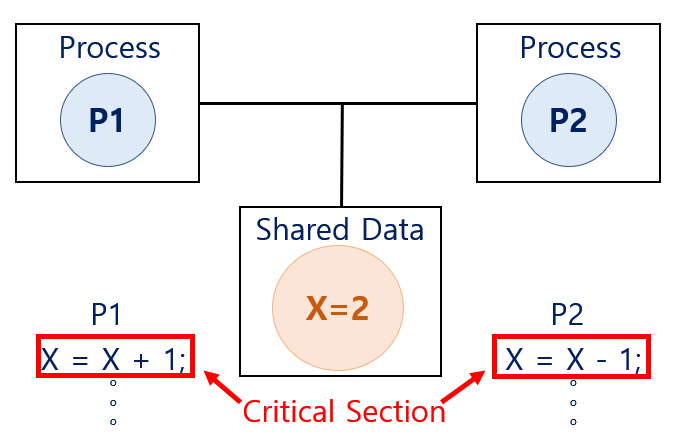 Process
P1
Process
P2
Shared Data
X=2
P1
X = X + 1;
P2
X = X - 1;
Critical Section